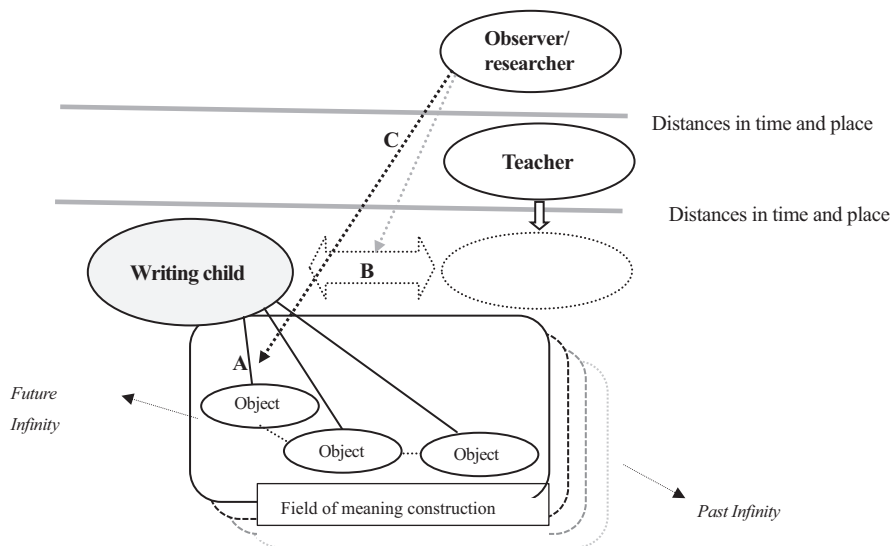 Observer/
researcher
Distances in time and place
C
Teacher
Distances in time and place
Writing child
B
A
Future
Infinity
Object
Object
Object
Field of meaning construction
Past Infinity